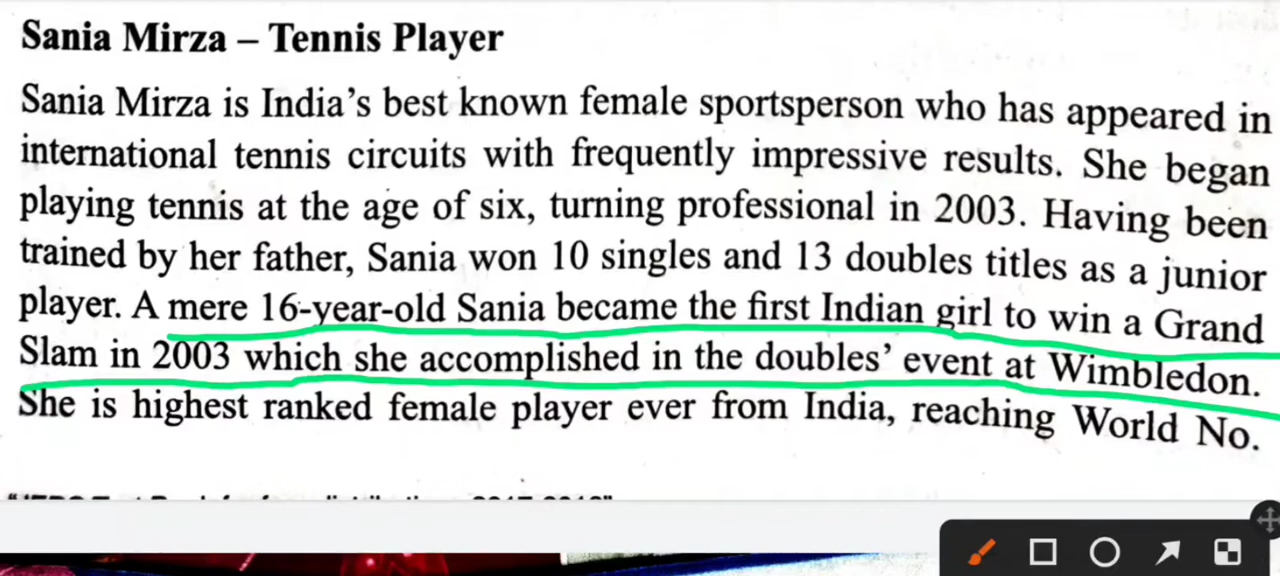 Sania Mirza – Tennis Player
Sania Mirza is India's best known female sportsperson who has appeared in
international tennis circuits with frequently impressive results. She began
playing tennis at the age of six, turning professional in 2003. Having been
trained by her father, Sania won 10 singles and 13 doubles titles as a junior
player. A mere 16-year-old Sania became the first Indian girl to win a Grand
Slam in 2003 which she accomplished in the doubles' event at Wimbledon.
She is highest ranked female player ever from India, reaching World No.